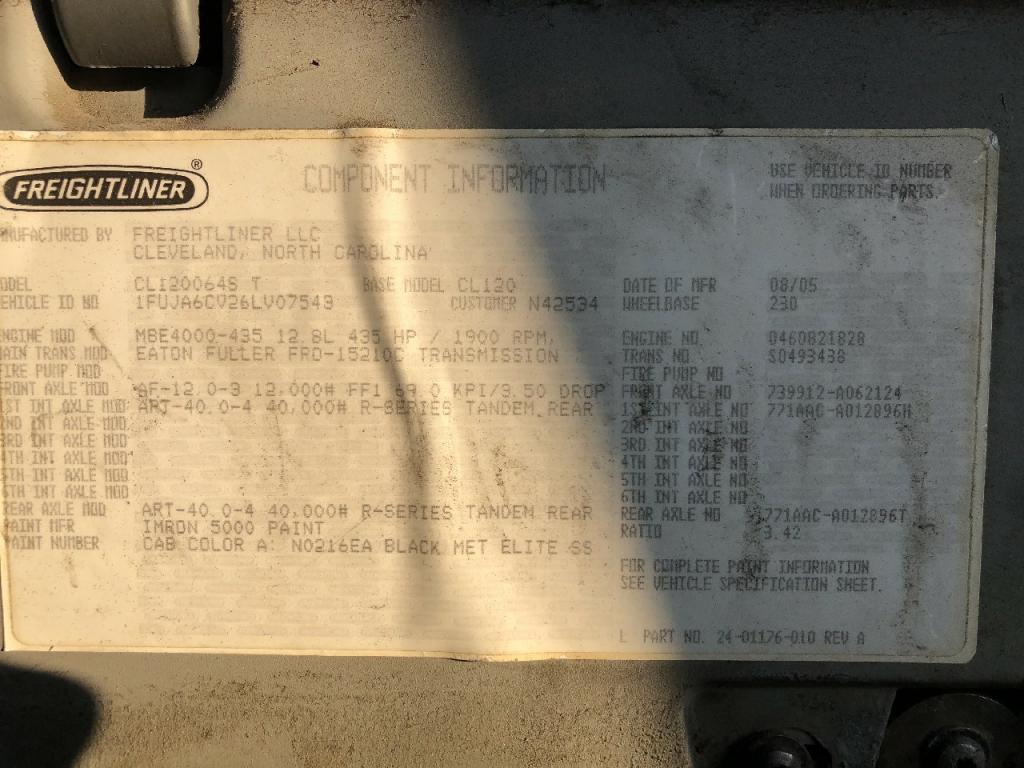 FREIGHTLINER ®
COMPONENT INFORMATION
USE VEHICLE ID NUMBER
WHEN ORDERING PARTS.
NUFACTURED BY FREIGHTLINER LLC
CLEVELAND, NORTH CAROLINA
ODEL CL120064S T BASE MODEL CL120 DATE OF MFR 08/05
VEHICLE ID NO 1FUJA6CV26LV07543 CUSTOMER N42534 WHEELBASE 230
ENGINE MOD MBE4000-435 12.8L 435 HP / 1900 RPM, ENGINE NO 0460821828
MAIN TRANS MOD EATON FULLER FRO-15210C TRANSMISSION TRANS NO S0493438
FIRE PUMP MOD FIRE PUMP NO
FRONT AXLE MOD AF-12.0-3 12,000# FF1 69.0 KPI/3.50 DROP FRONT AXLE NO 739912-A062124
1ST INT AXLE MOD ART-40.0-4 40,000# R-SERIES TANDEM REAR 1ST INT AXLE NO 771AAC-A012896H
2ND INT AXLE MOD 2ND INT AXLE NO
3RD INT AXLE MOD 3RD INT AXLE NO
4TH INT AXLE MOD 4TH INT AXLE NO
5TH INT AXLE MOD 5TH INT AXLE NO
6TH INT AXLE MOD 6TH INT AXLE NO
REAR AXLE MOD ART-40.0-4 40,000# R-SERIES TANDEM REAR REAR AXLE NO 771AAC-A012896T
PAINT MFR IMRON 5000 PAINT RATIO 3.42
PAINT NUMBER CAB COLOR A: N0216EA BLACK MET ELITE SS
FOR COMPLETE PAINT INFORMATION
SEE VEHICLE SPECIFICATION SHEET.
L PART NO. 24-01176-010 REV A